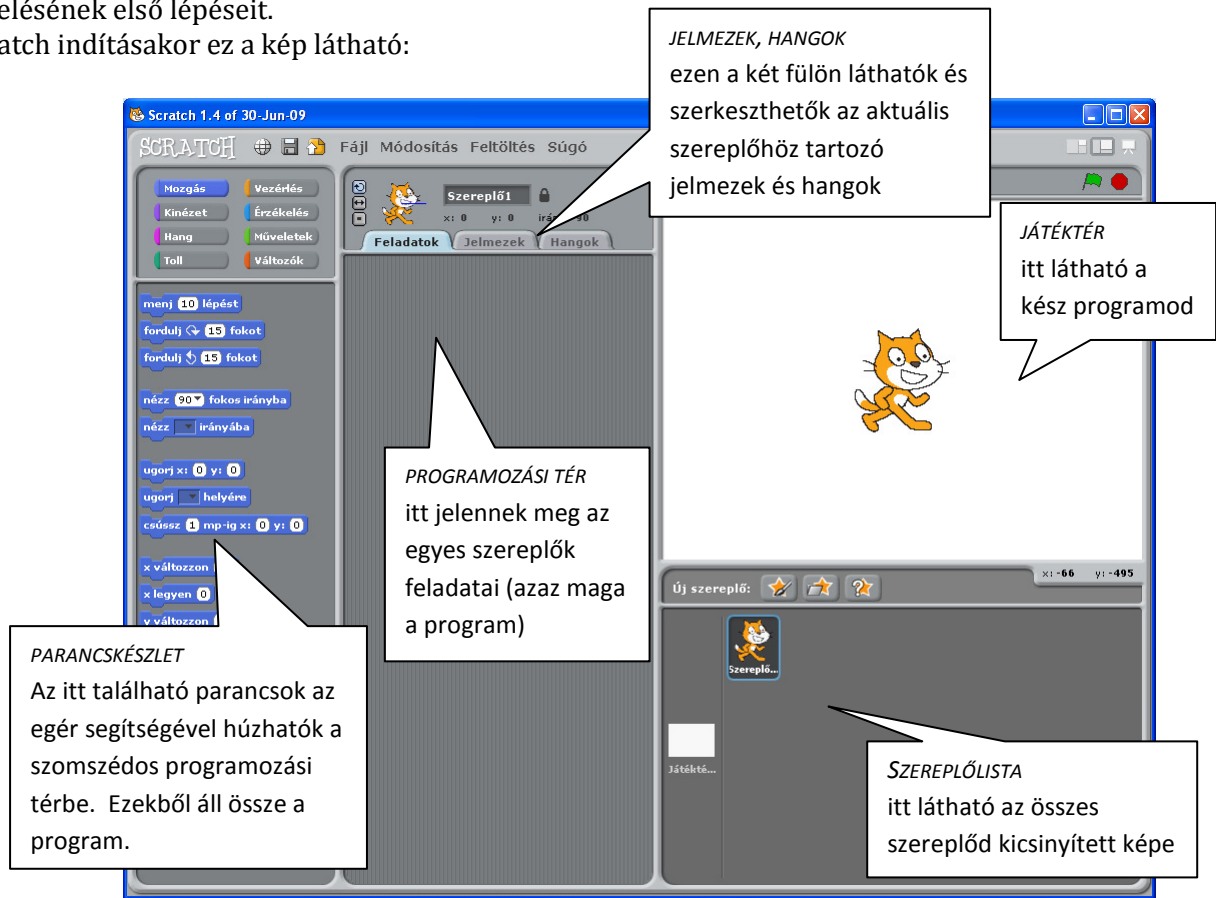 elésének első lépéseit.
atch indításakor ez a kép látható:
JELMEZEK, HANGOK
ezen a két fülön láthatók és
szerkeszthetők az aktuális
szereplőhöz tartozó
jelmezek és hangok
Scratch 1.4 of 30-Jun-09
SCRATCH Fájl Módosítás Feltöltés Súgó
Mozgás Vezérlés
Kinézet Érzékelés
Hang Műveletek
Toll Változók
Szereplő1
x: 0 y: 0 irány: 90
Feladatok Jelmezek Hangok
menj 10 lépést
fordulj 15 fokot
fordulj 15 fokot
nézz 90 fokos irányba
nézz irányába
ugorj x: 0 y: 0
ugorj helyére
csússz 1 mp-ig x: 0 y: 0
x változzon
x legyen 0
y változzon
JÁTÉKTÉR
itt látható a
kész programod
PROGRAMOZÁSI TÉR
itt jelennek meg az
egyes szereplők
feladatai (azaz maga
a program)
x: -66 y: -495
Új szereplő:
Szereplő...
Játékté...
PARANCSKÉSZLET
Az itt található parancsok az
egér segítségével húzhatók a
szomszédos programozási
térbe. Ezekből áll össze a
program.
SZEREPLŐLISTA
itt látható az összes
szereplőd kicsinyített képe